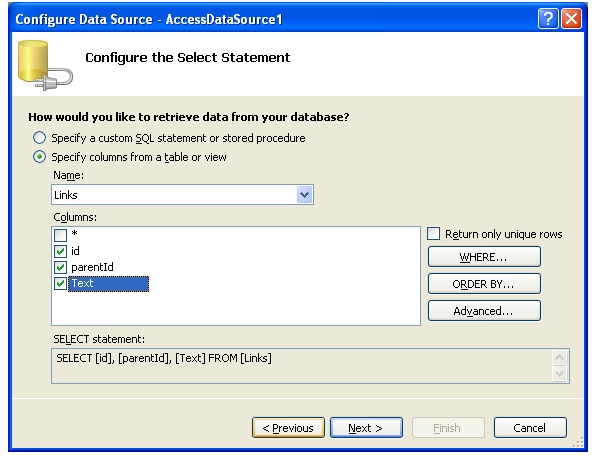 Configure Data Source - AccessDataSource1
Configure the Select Statement
How would you like to retrieve data from your database?
Specify a custom SQL statement or stored procedure
Specify columns from a table or view
Name:
Links
Columns:
*
Return only unique rows
id
WHERE...
parentId
Text
ORDER BY...
Advanced...
SELECT statement:
SELECT [id], [parentId], [Text] FROM [Links]
< Previous
Next >
Finish
Cancel